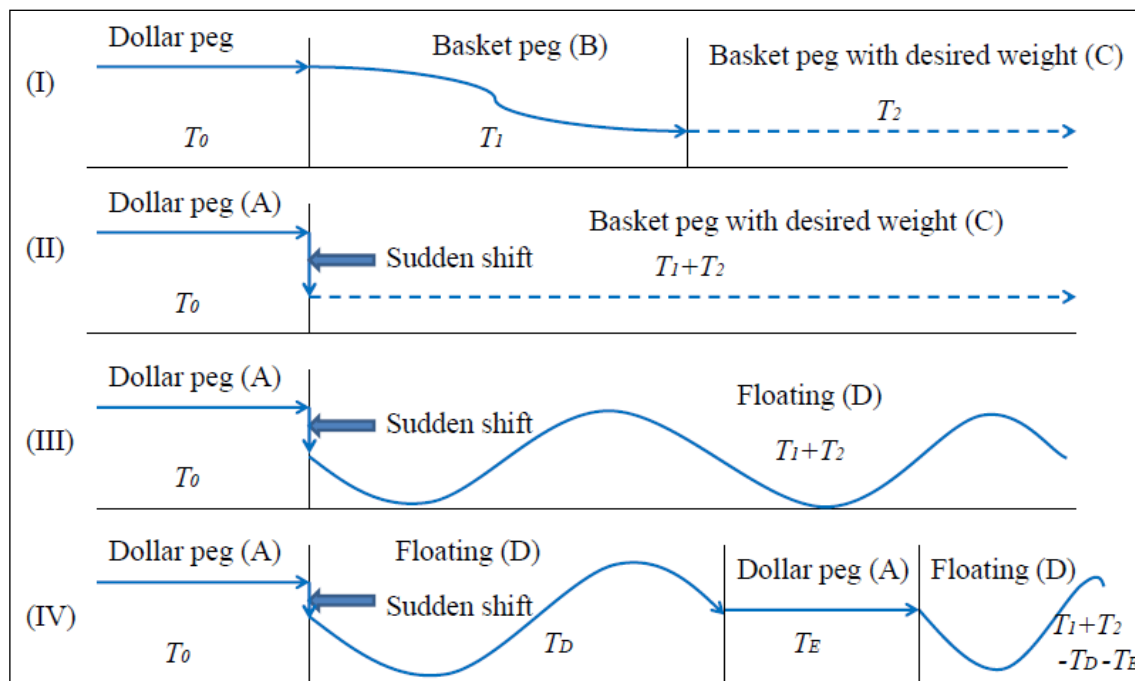 Dollar peg
Basket peg (B)
Basket peg with desired weight (C)
(I)
T0
T1
T2
Dollar peg (A)
Basket peg with desired weight (C)
(II)
Sudden shift
T1+T2
T0
Dollar peg (A)
Floating (D)
(III)
Sudden shift
T1+T2
T0
Dollar peg (A)
Floating (D)
Dollar peg (A)
Floating (D)
(IV)
Sudden shift
T0
TD
TE
T1+T2
-TD -TE